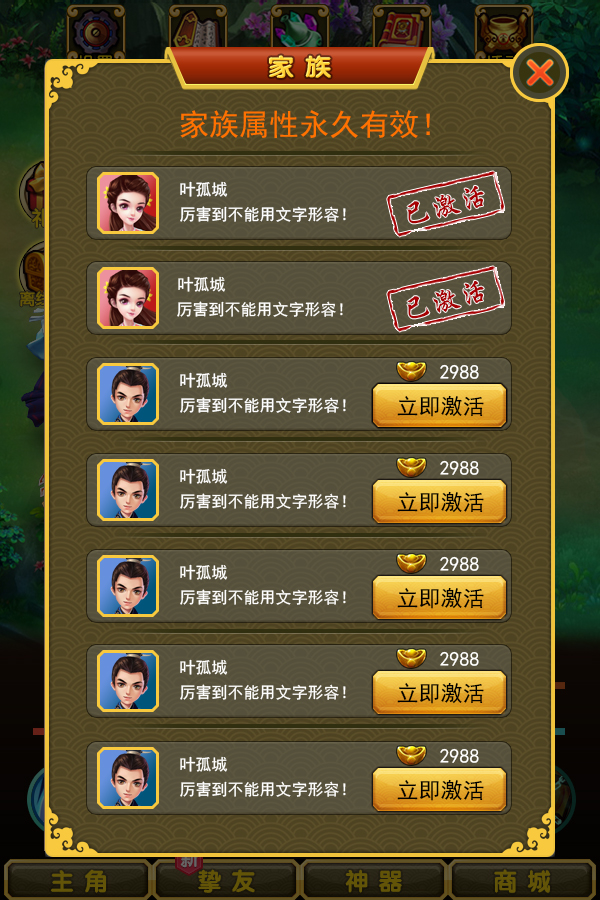 家族
家族属性永久有效！
叶孤城
厉害到不能用文字形容！
已激活
叶孤城
厉害到不能用文字形容！
已激活
叶孤城
厉害到不能用文字形容！
2988
立即激活
叶孤城
厉害到不能用文字形容！
2988
立即激活
叶孤城
厉害到不能用文字形容！
2988
立即激活
叶孤城
厉害到不能用文字形容！
2988
立即激活
叶孤城
厉害到不能用文字形容！
2988
立即激活
离线
新
主角
挚友
神器
商城